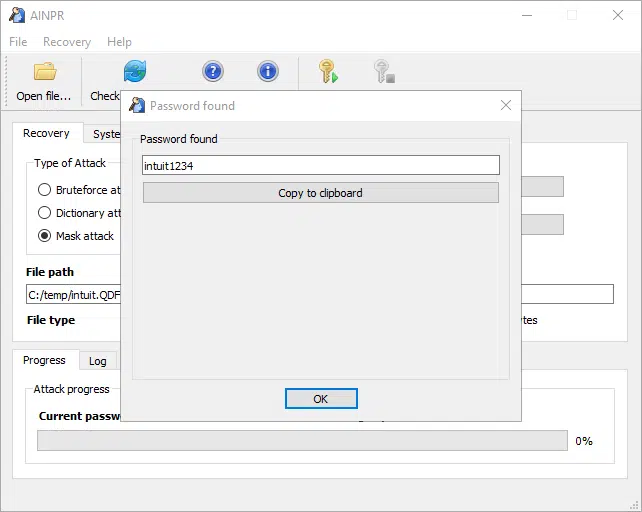 AINPR
File Recovery Help
Open file... Check
Password found
Recovery Syste
Password found
Type of Attack
intuit1234
Bruteforce at
Copy to clipboard
Dictionary att
Mask attack
File path
C:/temp/intuit.QDF
File type
tes
Progress Log
Attack progress
OK
Current passw
0%